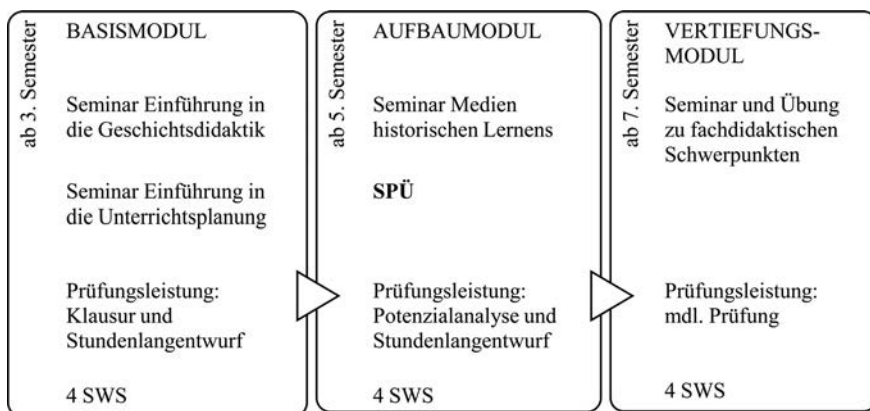 ab 3. Semester
BASISMODUL
Seminar Einführung in
die Geschichtsdidaktik
Seminar Einführung in
die Unterrichtsplanung
Prüfungsleistung:
Klausur und
Stundenlangentwurf
4 SWS
ab 5. Semester
AUFBAUMODUL
Seminar Medien
historischen Lernens
SPÜ
Prüfungsleistung:
Potenzialanalyse und
Stundenlangentwurf
4 SWS
ab 7. Semester
VERTIEFUNGS-
MODUL
Seminar und Übung
zu fachdidaktischen
Schwerpunkten
Prüfungsleistung:
mdl. Prüfung
4 SWS